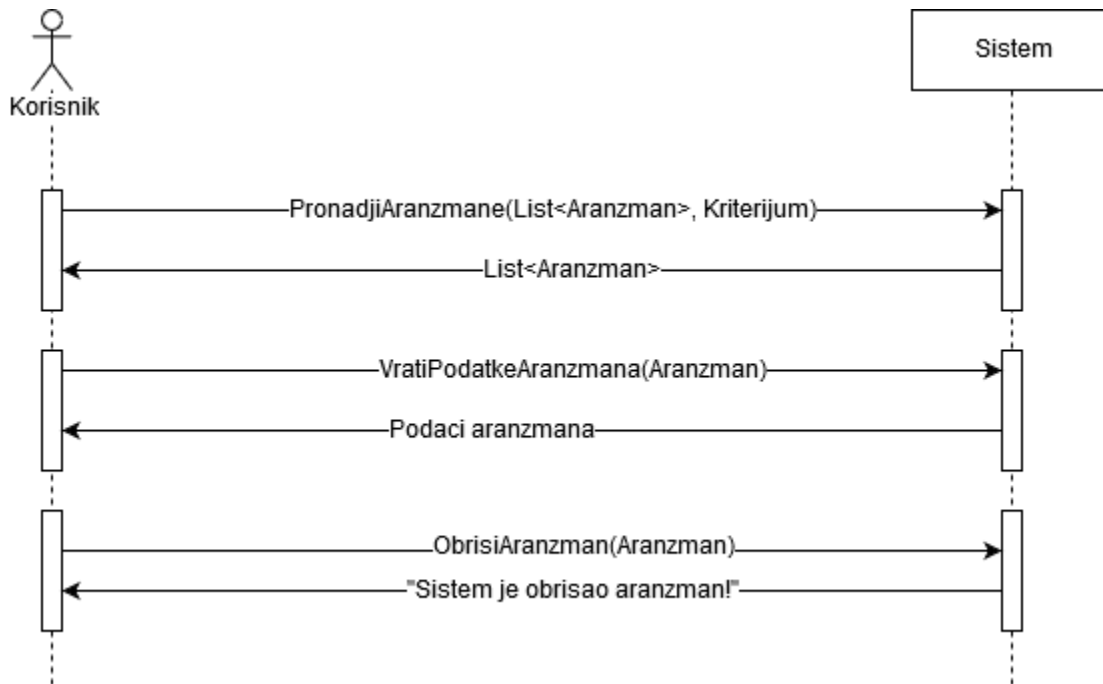 Korisnik
Sistem
PronadjiAranzmane(List<Aranzman>, Kriterijum)
List<Aranzman>
VratiPodatkeAranzmana(Aranzman)
Podaci aranzmana
ObrisiAranzman(Aranzman)
"Sistem je obrisao aranzman!"